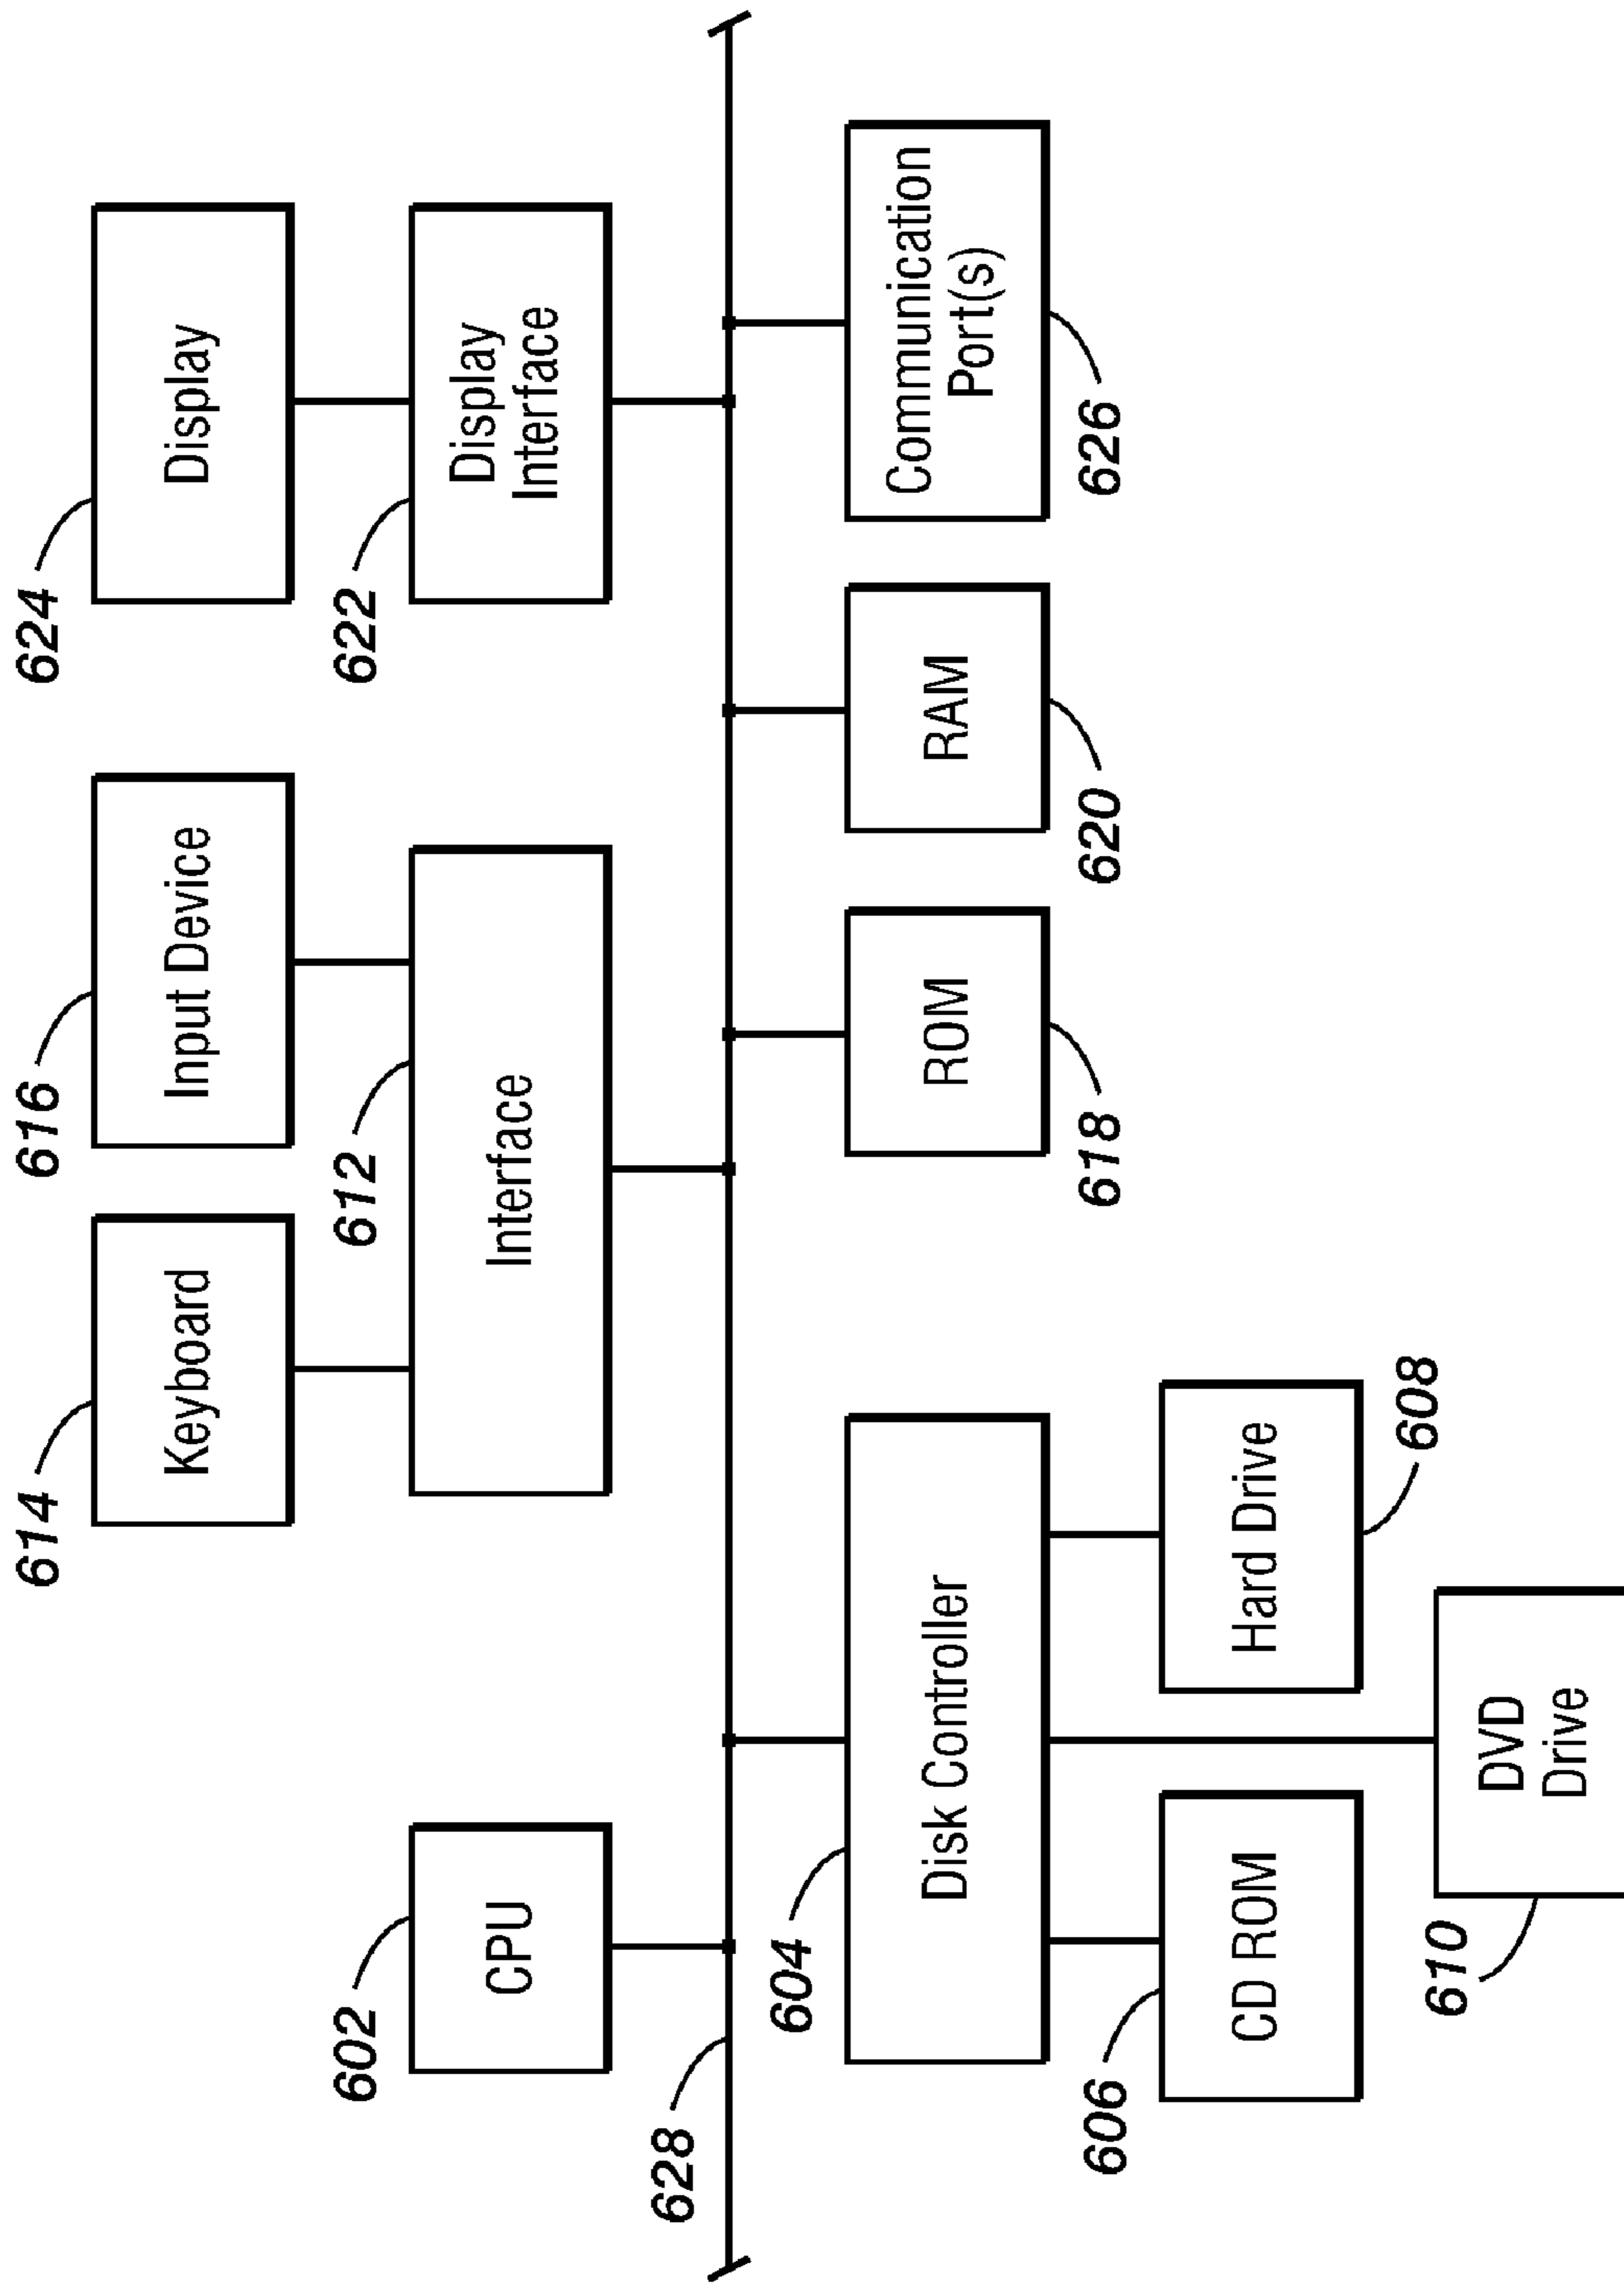 624
Display
616
Input Device
614
Keyboard
622
Display
Interface
612
Interface
602
CPU
628
604
Disk Controller
618
ROM
620
RAM
626
Communication
Port(s)
606
CD ROM
608
Hard Drive
610
DVD
Drive